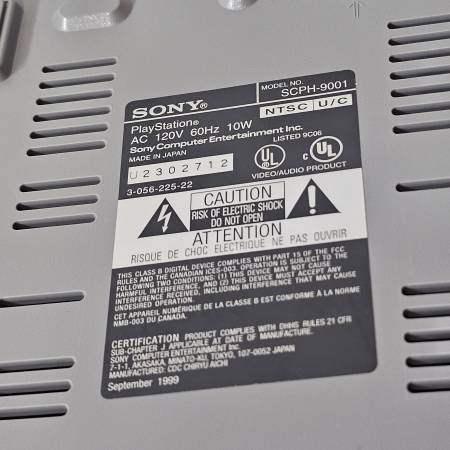 SONY®
MODEL NO. SCPH-9001
PlayStation®
NTSC U/C
AC 120V 60Hz 10W
Sony Computer Entertainment Inc.
MADE IN JAPAN
LISTED 9C06
U2302712
UL ® C UL ®
VIDEO/AUDIO PRODUCT
3-056-225-22
CAUTION
RISK OF ELECTRIC SHOCK
DO NOT OPEN
ATTENTION
RISQUE DE CHOC ELECTRIQUE NE PAS OUVRIR
THIS CLASS B DIGITAL DEVICE COMPLIES WITH PART 15 OF THE FCC
RULES AND THE CANADIAN ICES-003. OPERATION IS SUBJECT TO THE
FOLLOWING TWO CONDITIONS: (1) THIS DEVICE MAY NOT CAUSE
HARMFUL INTERFERENCE, AND (2) THIS DEVICE MUST ACCEPT ANY
INTERFERENCE RECEIVED, INCLUDING INTERFERENCE THAT MAY CAUSE
UNDESIRED OPERATION.
CET APPAREIL NUMÉRIQUE DE LA CLASSE B EST CONFORME À LA NORME
NMB-003 DU CANADA.
CERTIFICATION PRODUCT COMPLIES WITH DHHS RULES 21 CFR
SUB-CHAPTER J APPLICABLE AT DATE OF MANUFACTURE.
SONY COMPUTER ENTERTAINMENT Inc.
7-1-1, AKASAKA, MINATO-KU, TOKYO, 107-0052 JAPAN
MANUFACTURED: CDC CHIRYU AICHI
September 1999